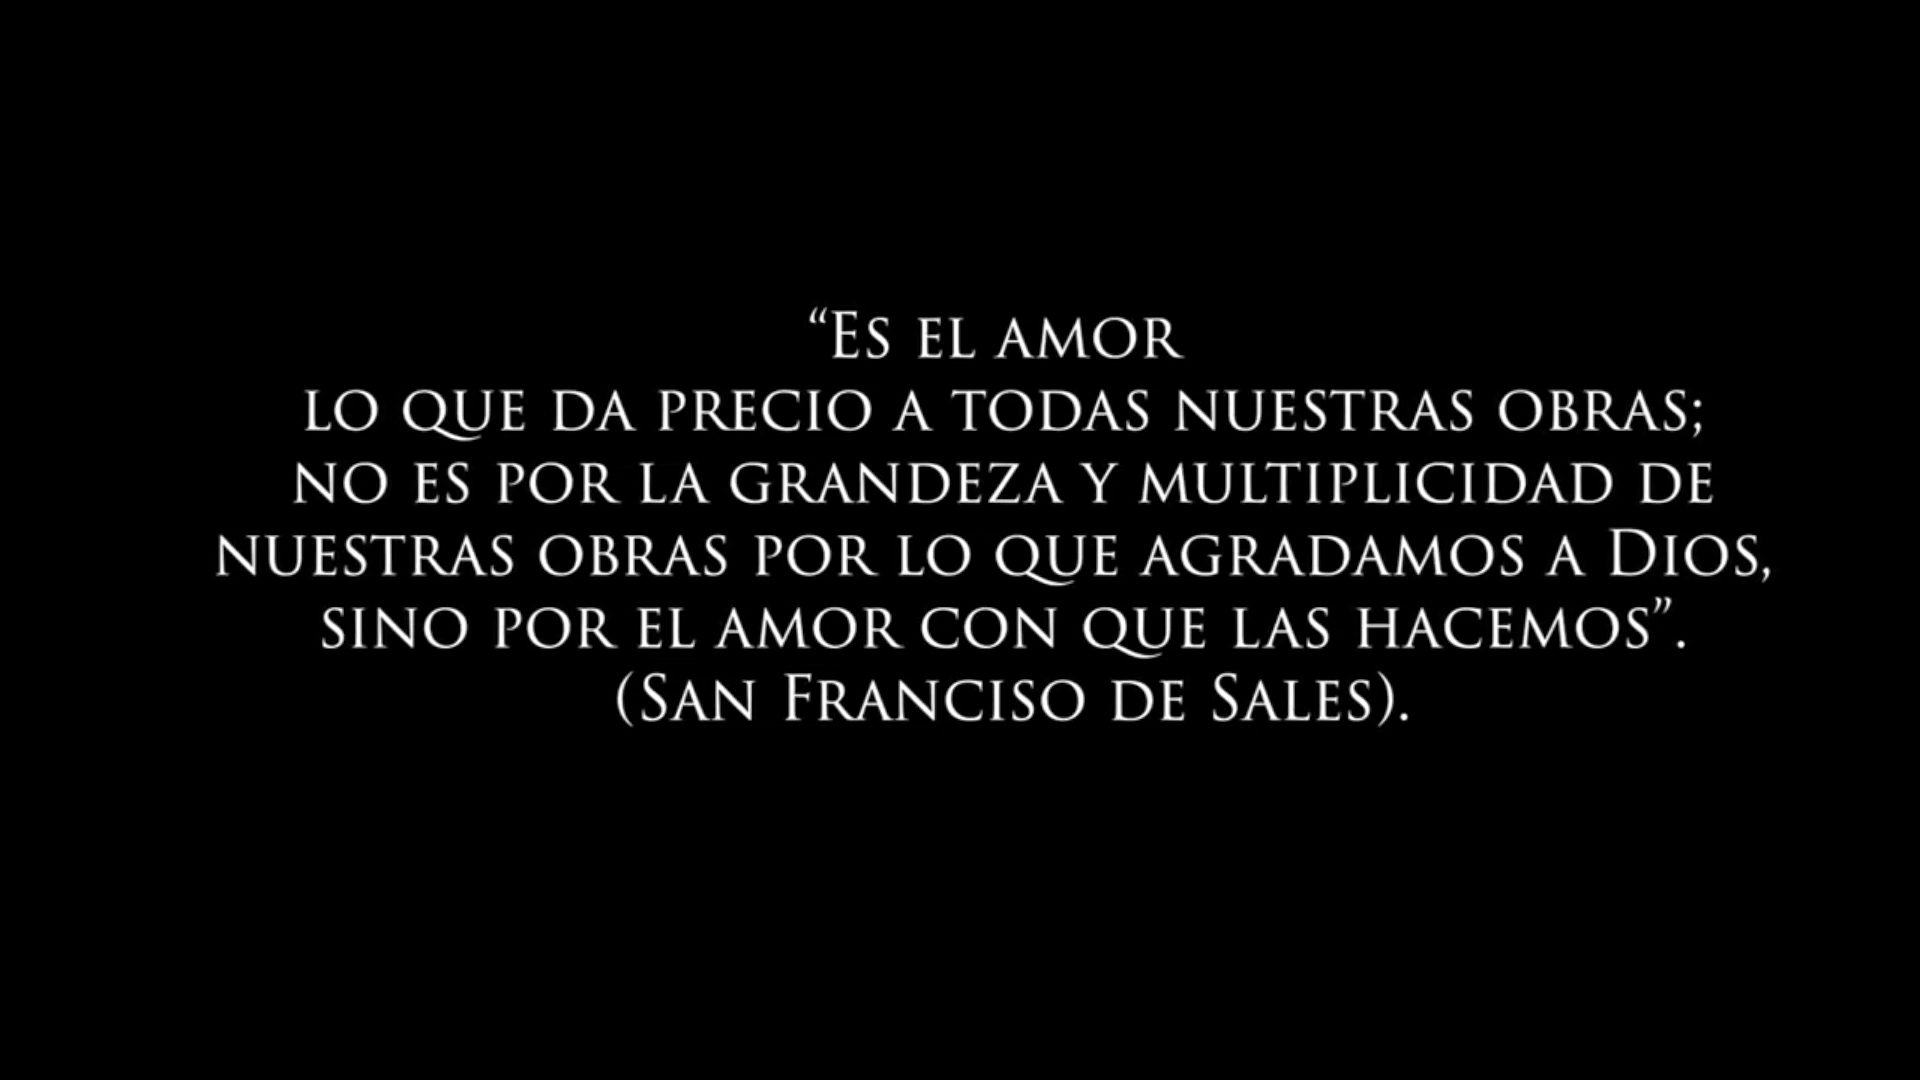 “Es el amor
lo que da precio a todas nuestras obras;
no es por la grandeza y multiplicidad de
nuestras obras por lo que agradamos a Dios,
sino por el amor con que las hacemos”.
(San Franciso de Sales).